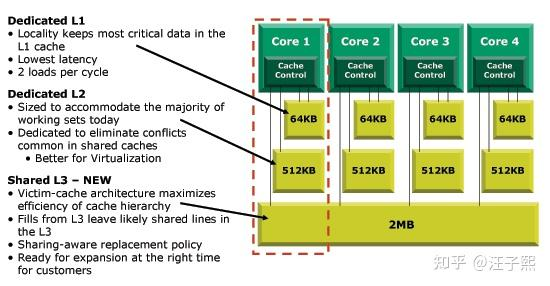 Dedicated L1
• Locality keeps most critical data in the
L1 cache
• Lowest latency
• 2 loads per cycle
Dedicated L2
• Sized to accommodate the majority of
working sets today
• Dedicated to eliminate conflicts
common in shared caches
• Better for Virtualization
Shared L3 – NEW
• Victim-cache architecture maximizes
efficiency of cache hierarchy
• Fills from L3 leave likely shared lines in
the L3
• Sharing-aware replacement policy
• Ready for expansion at the right time
for customers
Core 1
Core 2
Core 3
Core 4
Cache
Control
Cache
Control
Cache
Control
Cache
Control
64KB
64KB
64KB
64KB
512KB
512KB
512KB
512KB
2MB
知乎 @汪子熙